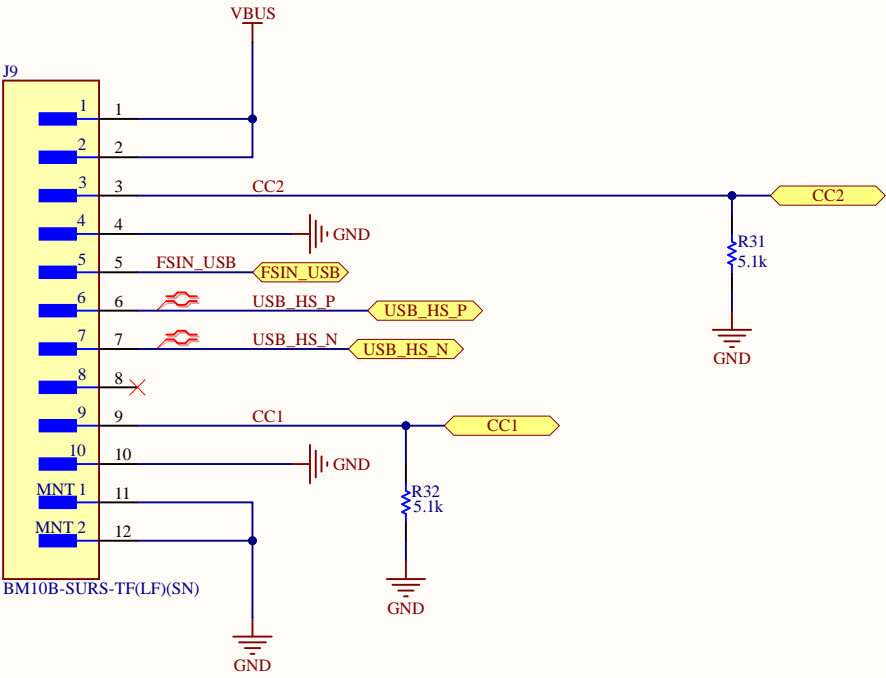 VBUS
J9
1 1
2 2
3 3 CC2 CC2
4 4 GND
R31
5.1k
5 5 FSIN_USB FSIN_USB
6 6 USB_HS_P USB_HS_P
7 7 USB_HS_N USB_HS_N
GND
8 8
9 9 CC1 CC1
10 10 GND
MNT 1 11
R32
5.1k
MNT 2 12
BM10B-SURS-TF(LF)(SN)
GND
GND